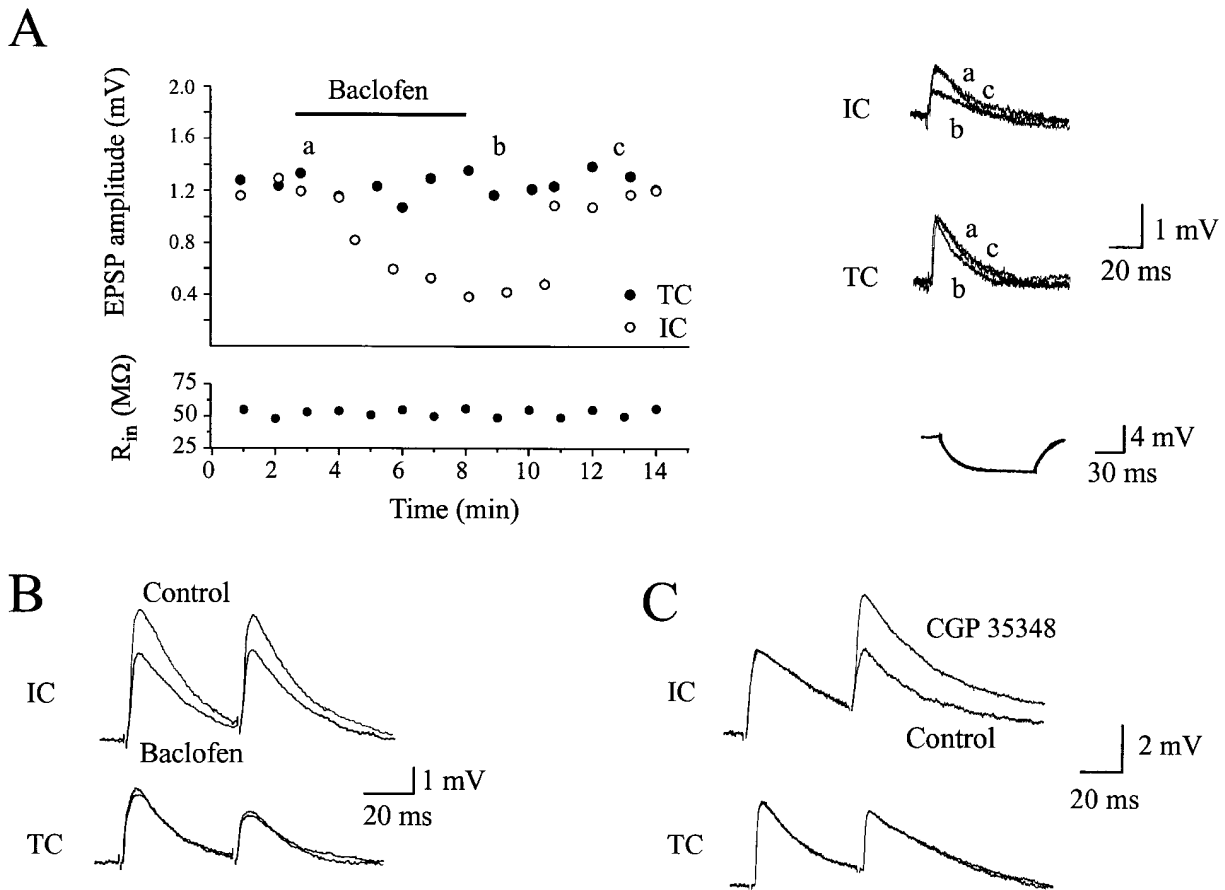 A
EPSP amplitude (mV)
2.0
1.6
1.2
0.8
0.4
Baclofen
a
b
c
TC
IC
R_in (MΩ)
75
50
25
0
2
4
6
8
10
12
14
Time (min)
IC
a
c
b
TC
a
c
b
1 mV
20 ms
4 mV
30 ms
B
Control
IC
Baclofen
TC
1 mV
20 ms
C
CGP 35348
IC
Control
TC
2 mV
20 ms